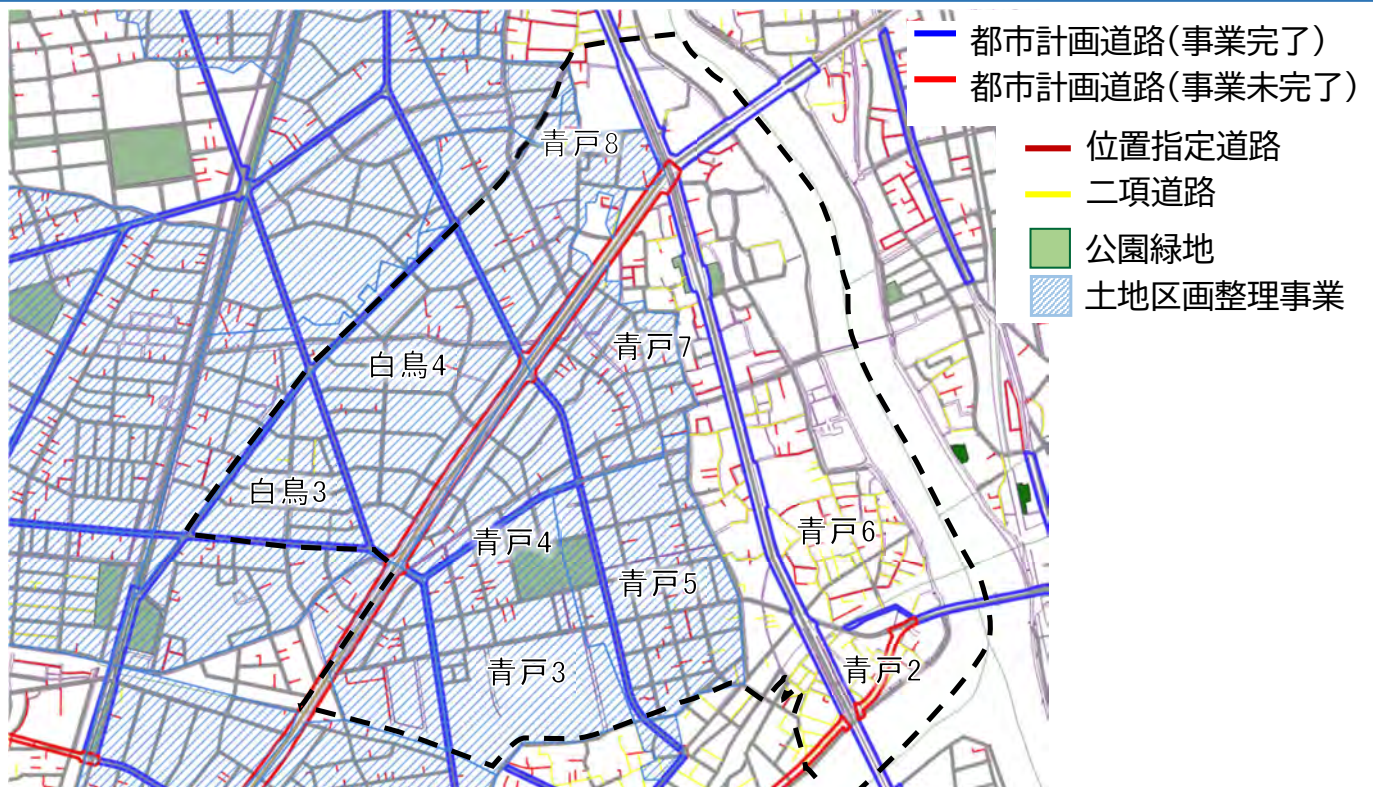 都市計画道路(事業完了)
都市計画道路(事業未完了)
位置指定道路
二項道路
公園緑地
土地区画整理事業
青戸8
青戸7
白鳥4
白鳥3
青戸4
青戸6
青戸5
青戸3
青戸2